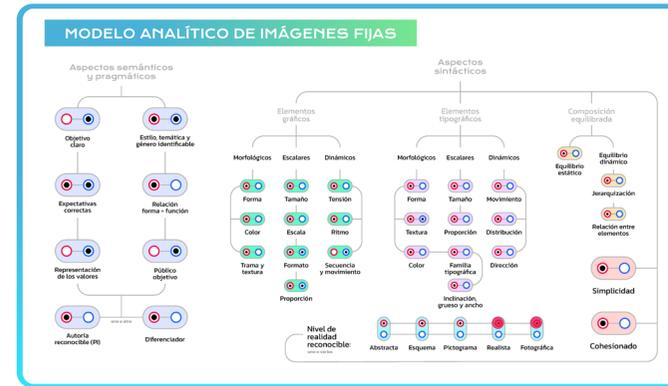 MODELO ANALÍTICO DE IMÁGENES FIJAS
Aspectos semánticos
y pragmáticos
Objetivo
claro
Estilo, temática y
género identificable
Expectativas
correctas
Relación
forma - función
Representación
de los valores
Público
objetivo
Autoría
reconocible (PI)
uno u otro
Diferenciador
Aspectos
sintácticos
Elementos
gráficos
Morfológicos
Escalares
Dinámicos
Forma
Tamaño
Tensión
Color
Escala
Ritmo
Trama y
textura
Formato
Secuencia
y movimiento
Proporción
Elementos
tipográficos
Morfológicos
Escalares
Dinámicos
Forma
Tamaño
Movimiento
Textura
Proporción
Distribución
Color
Familia
tipográfica
Dirección
Inclinación,
grueso y ancho
Composición
equilibrada
Equilibrio
estático
Equilibrio
dinámico
Jerarquización
Relación entre
elementos
Simplicidad
Cohesionado
Nivel de
realidad
reconocible:
uno o varios
Abstracta
Esquema
Pictograma
Realista
Fotográfica